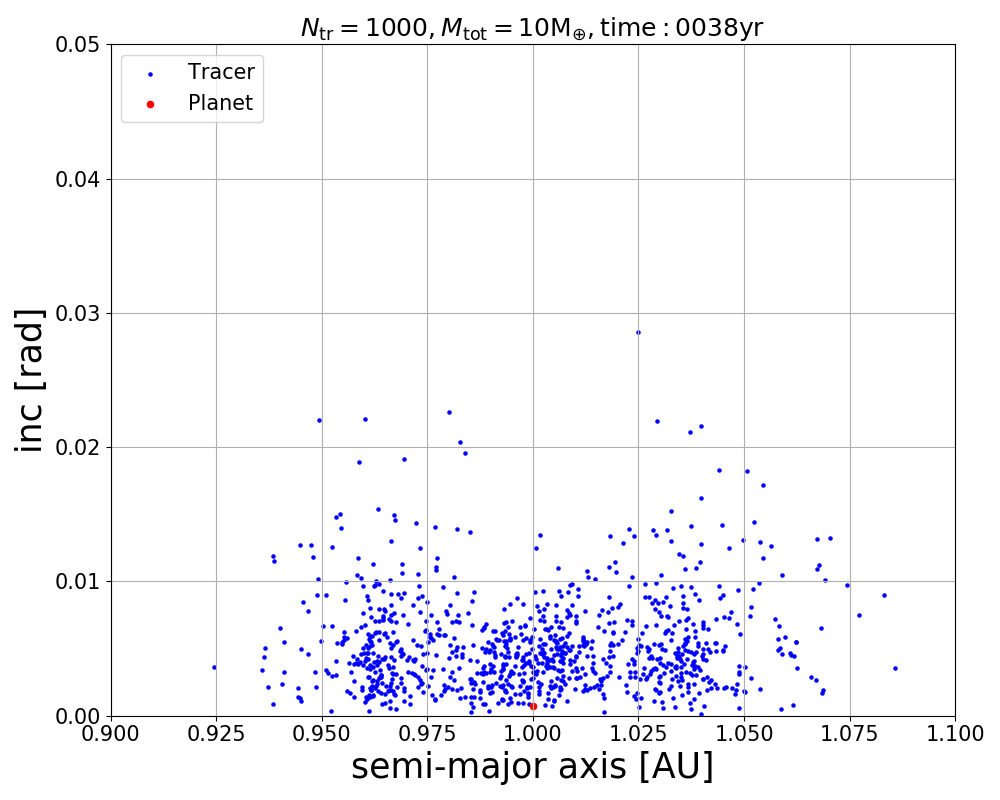 N_tr = 1000, M_tot = 10M_⊕, time : 0038yr
0.05
Tracer
Planet
0.04
0.03
inc [rad]
0.02
0.01
0.00
0.900 0.925 0.950 0.975 1.000 1.025 1.050 1.075 1.100
semi-major axis [AU]